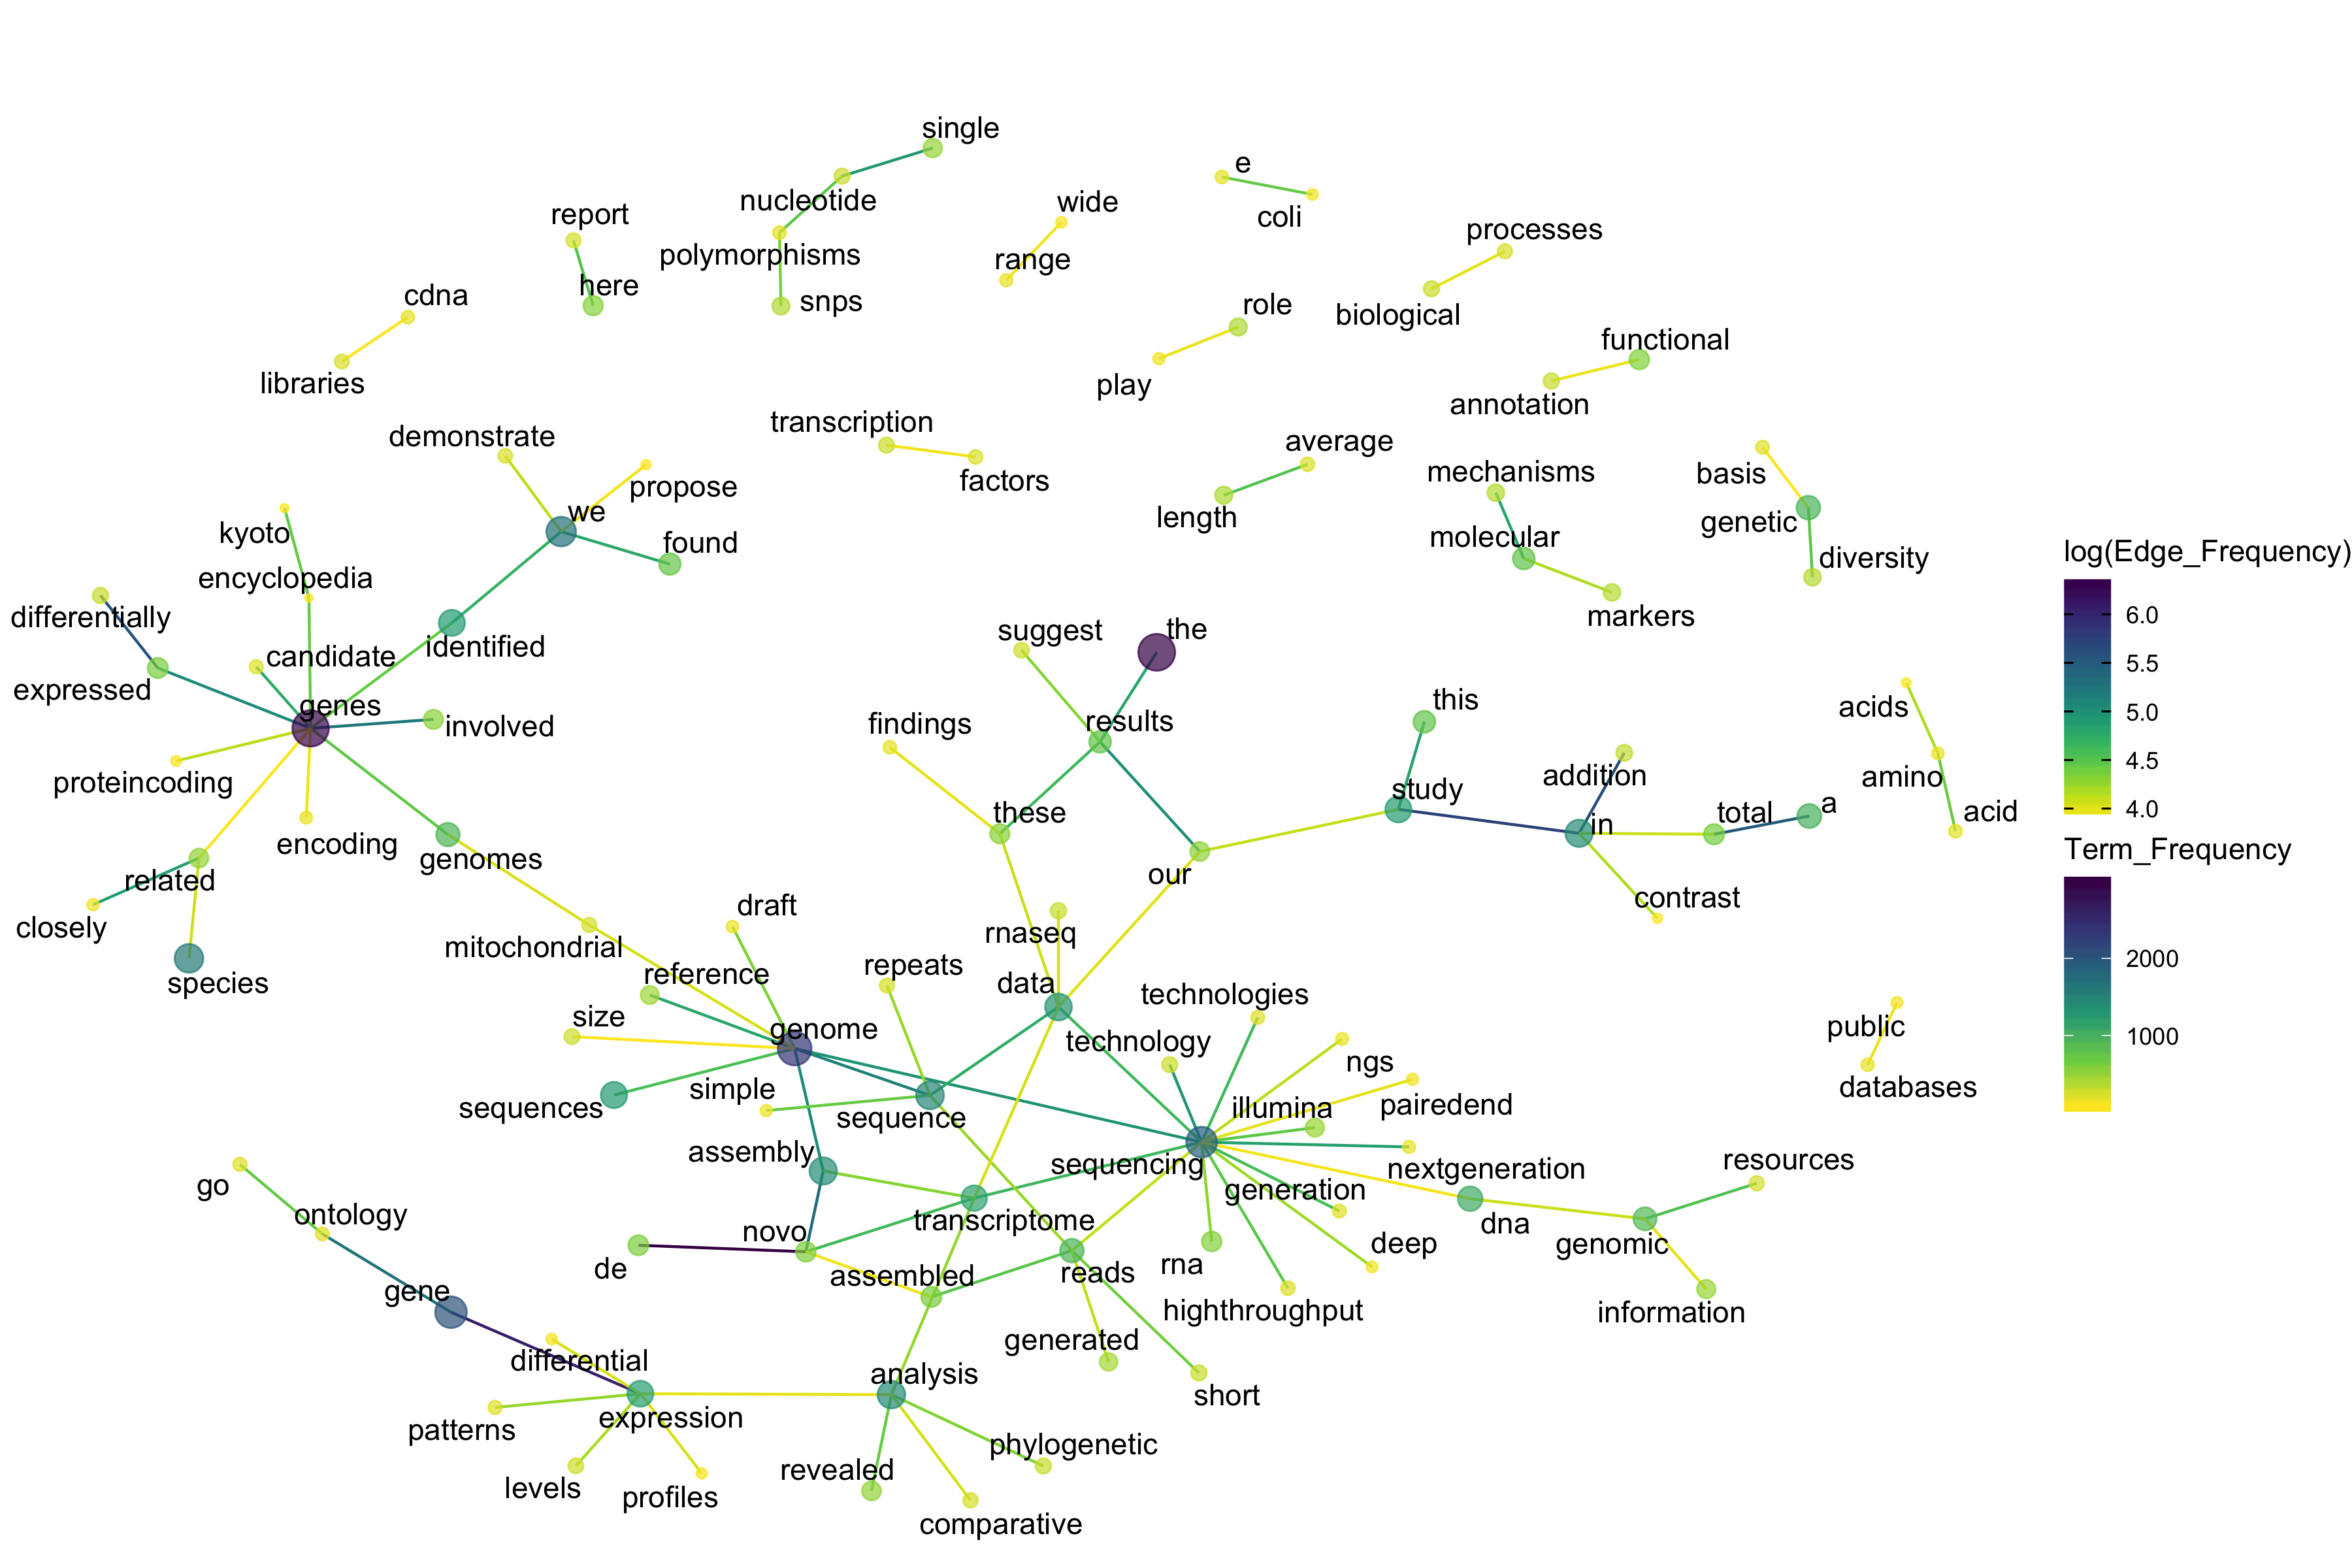 single
e
nucleotide
wide
coli
report
processes
polymorphisms
range
here
cdna
snps
role
biological
functional
libraries
play
annotation
transcription
demonstrate
average
mechanisms
basis
propose
factors
we
length
genetic
kyoto
molecular
found
diversity
log(Edge_Frequency)
encyclopedia
differentially
markers
6.0
suggest
the
identified
candidate
5.5
expressed
this
acids
genes
involved
findings
results
5.0
proteincoding
addition
amino
4.5
study
these
total
a
in
acid
4.0
encoding
genomes
our
Term_Frequency
related
contrast
closely
draft
mitochondrial
rnaseq
2000
reference
repeats
species
data
technologies
size
genome
technology
public
1000
ngs
simple
databases
sequences
sequence
illumina
pairedend
assembly
sequencing
nextgeneration
resources
go
generation
ontology
novo
transcriptome
dna
deep
genomic
de
assembled
reads
rna
gene
highthroughput
information
generated
differential
analysis
short
patterns
expression
phylogenetic
revealed
levels
profiles
comparative